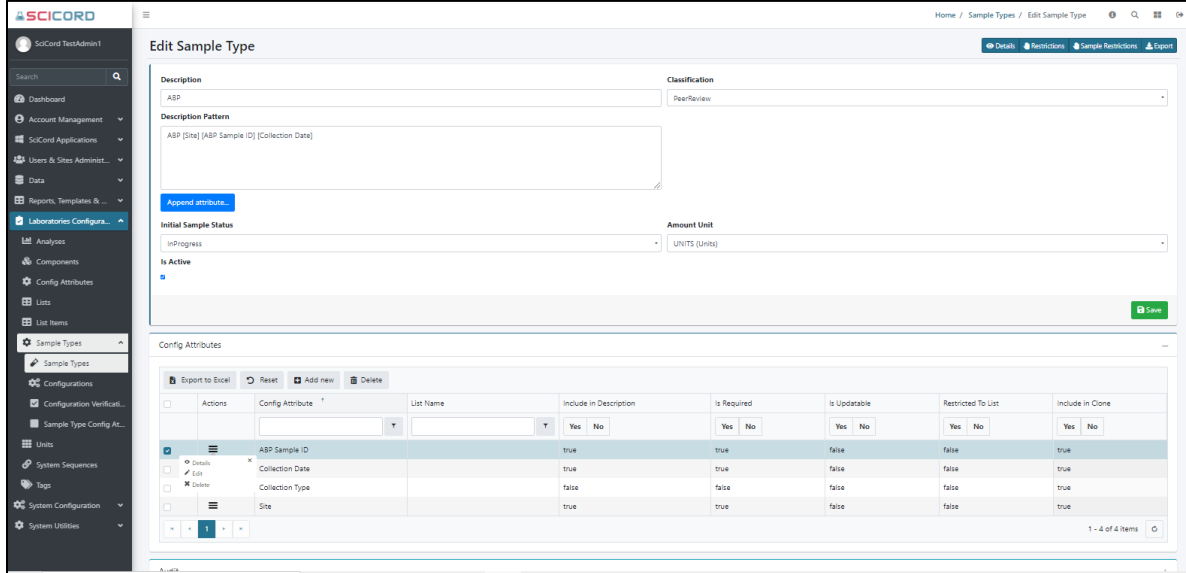 SCICORD
Home / Sample Types / Edit Sample Type
SciCord TestAdmin1
Search
Dashboard
Account Management
SciCord Applications
Users & Sites Administ...
Data
Reports, Templates & ...
Laboratories Configura...
Analyses
Components
Config Attributes
Lists
List Items
Sample Types
Sample Types
Configurations
Configuration Verificati...
Sample Type Config At...
Units
System Sequences
Tags
System Configuration
System Utilities
Edit Sample Type
Details Restrictions Sample Restrictions Export
Description Classification
ABP PeerReview
Description Pattern
ABP [Site] [ABP Sample ID] [Collection Date]
Append attribute...
Initial Sample Status Amount Unit
InProgress UNITS (Units)
Is Active
Save
Config Attributes
Export to Excel Reset Add new Delete
Actions Config Attribute List Name Include in Description Is Required Is Updatable Restricted To List Include in Clone
Yes No Yes No Yes No Yes No Yes No
ABP Sample ID true true false false true
Details
Edit
Delete
Collection Date true true false false true
Collection Type false false false false true
Site true true false false true
1
1 - 4 of 4 items
Audit